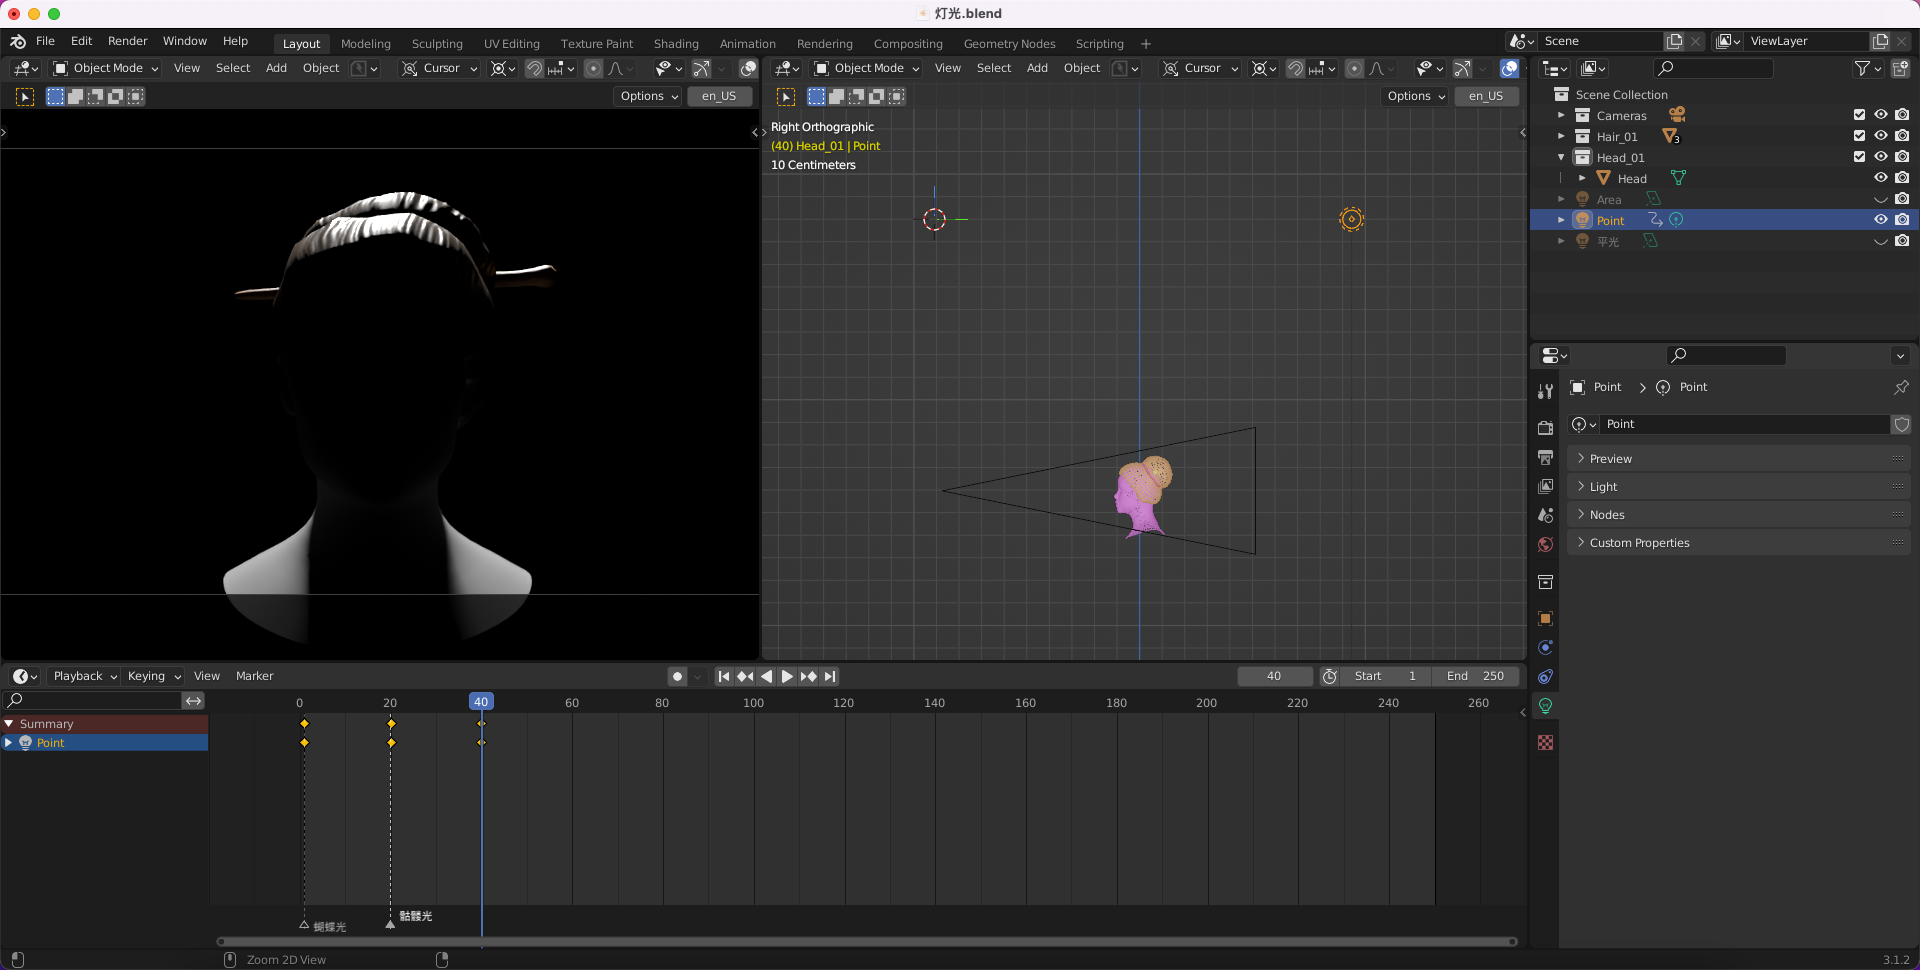 灯光.blend
File Edit Render Window Help
Layout Modeling Sculpting UV Editing Texture Paint Shading Animation Rendering Compositing Geometry Nodes Scripting +
Scene
ViewLayer
Object Mode View Select Add Object Cursor
Object Mode View Select Add Object Cursor
Options en_US
Options en_US
Right Orthographic
(40) Head_01 | Point
10 Centimeters
Scene Collection
Cameras
Hair_01 3
Head_01
Head
Area
Point
平光
Point Point
Point
Preview
Light
Nodes
Custom Properties
Playback Keying View Marker
40 Start 1 End 250
0 20 40 60 80 100 120 140 160 180 200 220 240 260
Summary
Point
蝴蝶光
骷髅光
Zoom 2D View
3.1.2